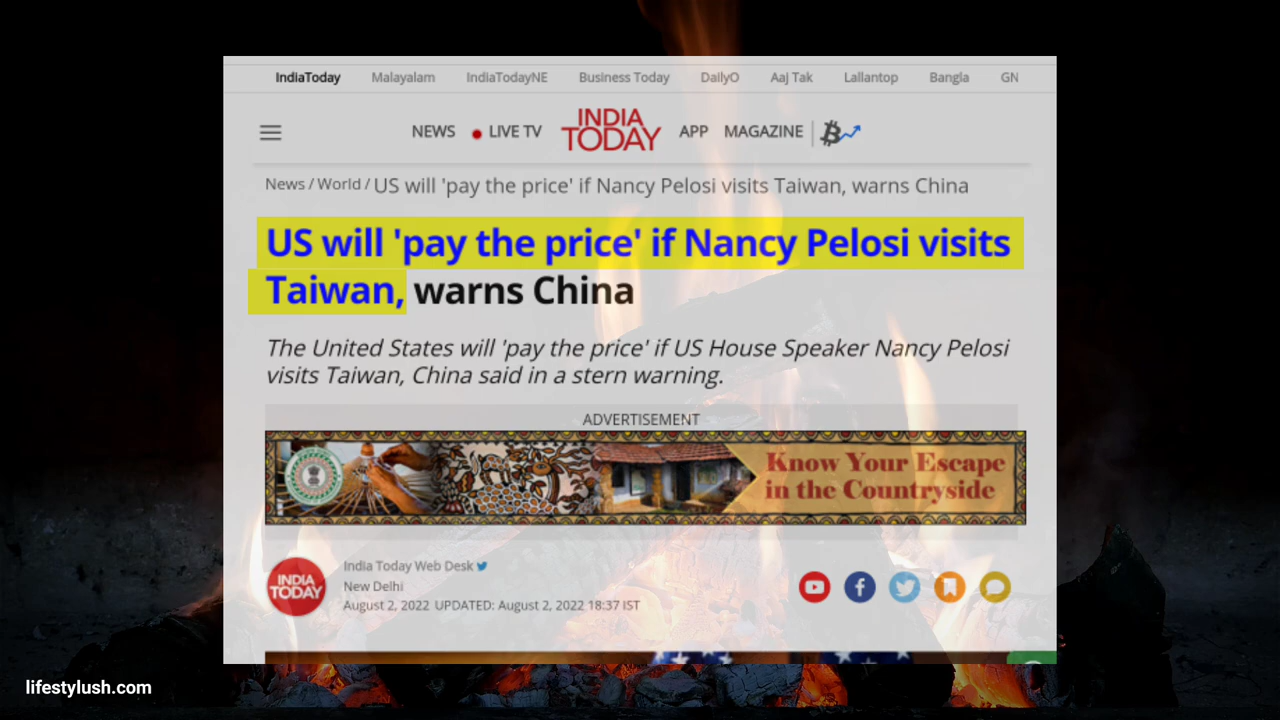 IndiaToday Malayalam IndiaTodayNE Business Today DailyO Aaj Tak Lallantop Bangla GN
NEWS LIVE TV INDIA TODAY APP MAGAZINE
News / World / US will 'pay the price' if Nancy Pelosi visits Taiwan, warns China
US will 'pay the price' if Nancy Pelosi visits
Taiwan, warns China
The United States will 'pay the price' if US House Speaker Nancy Pelosi
visits Taiwan, China said in a stern warning.
ADVERTISEMENT
Know Your Escape
in the Countryside
INDIA
TODAY
India Today Web Desk
New Delhi
August 2, 2022 UPDATED: August 2, 2022 18:37 IST
lifestylush.com